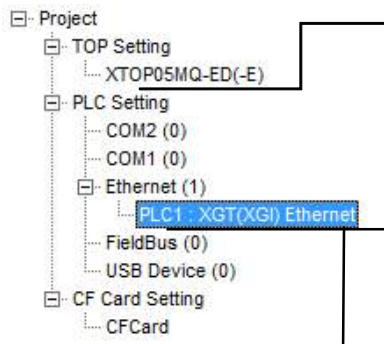 Project
TOP Setting
XTOP05MQ-ED(-E)
PLC Setting
COM2 (0)
COM1 (0)
Ethernet (1)
PLC1 : XGT(XGI) Ethernet
FieldBus (0)
USB Device (0)
CF Card Setting
CFCard